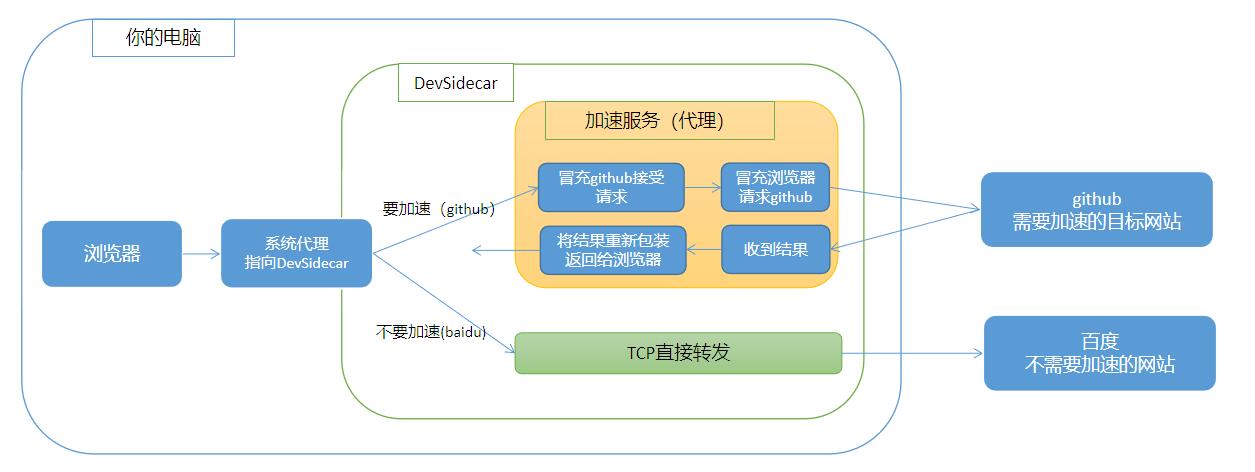 你的电脑
DevSidecar
加速服务（代理）
冒充github接受
请求
冒充浏览器
请求github
github
需要加速的目标网站
要加速（github）
浏览器
系统代理
指向DevSidecar
将结果重新包装
返回给浏览器
收到结果
不要加速(baidu)
TCP直接转发
百度
不需要加速的网站